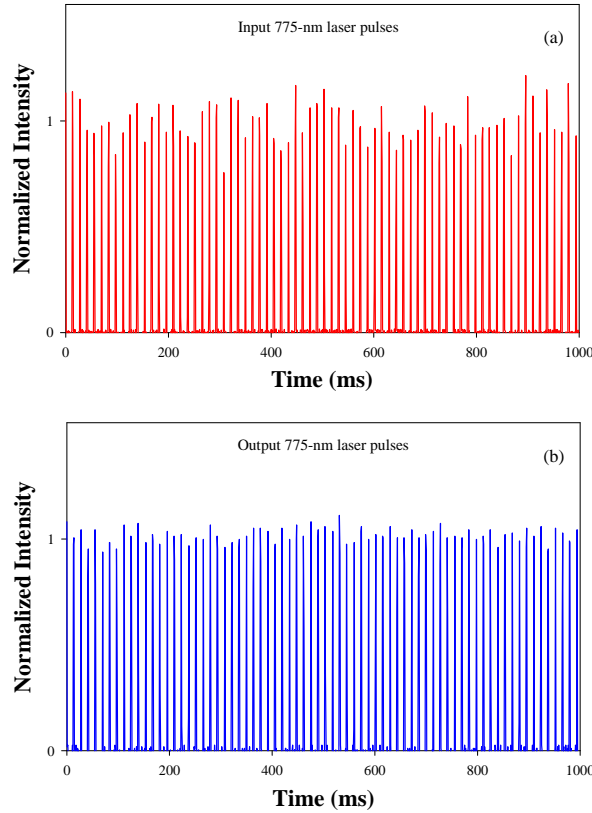 Input 775-nm laser pulses
(a)
Normalized Intensity
1
0
0 200 400 600 800 1000
Time (ms)
Output 775-nm laser pulses
(b)
Normalized Intensity
1
0
0 200 400 600 800 1000
Time (ms)